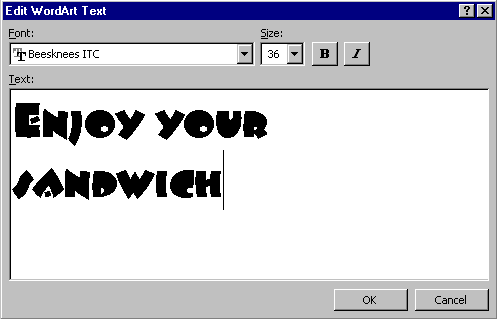 Edit WordArt Text
Font:
Size:
Beesknees ITC
36
B
I
Text:
Enjoy your
sandwich
OK
Cancel